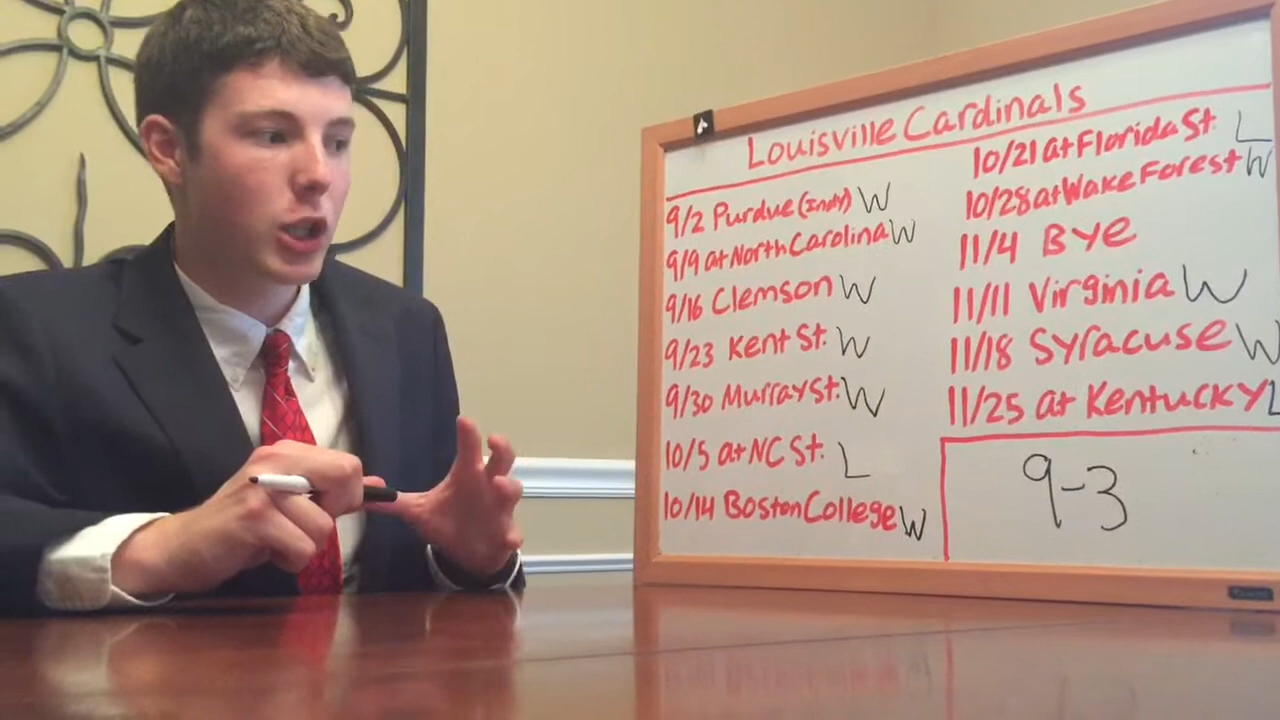 Louisville Cardinals
9/2 Purdue (Indy) W
9/9 at North Carolina W
9/16 Clemson W
9/23 Kent St. W
9/30 Murray St. W
10/5 at NC St. L
10/14 Boston College W
10/21 at Florida St. L
10/28 at Wake Forest W
11/4 Bye
11/11 Virginia W
11/18 Syracuse W
11/25 at Kentucky L
9-3